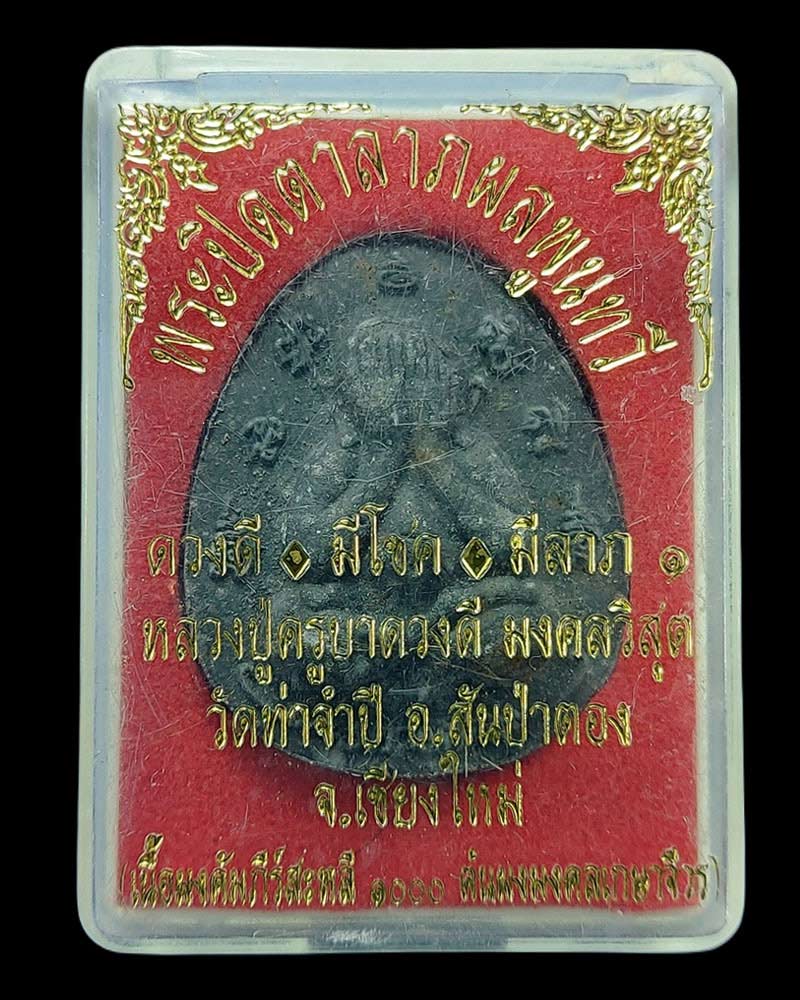 พระปิดตาลาภผลพูนทวี
ดวงดี มีโชค มีลาภ ๑
หลวงปู่ครูบาดวงดี มงคลวิสุต
วัดท่าจำปี อ.สันป่าตอง
จ.เชียงใหม่
(เนื้อผงคัมภีร์สะหลี ๑๐๐๐ ผงมงคลเกษาจีวร)